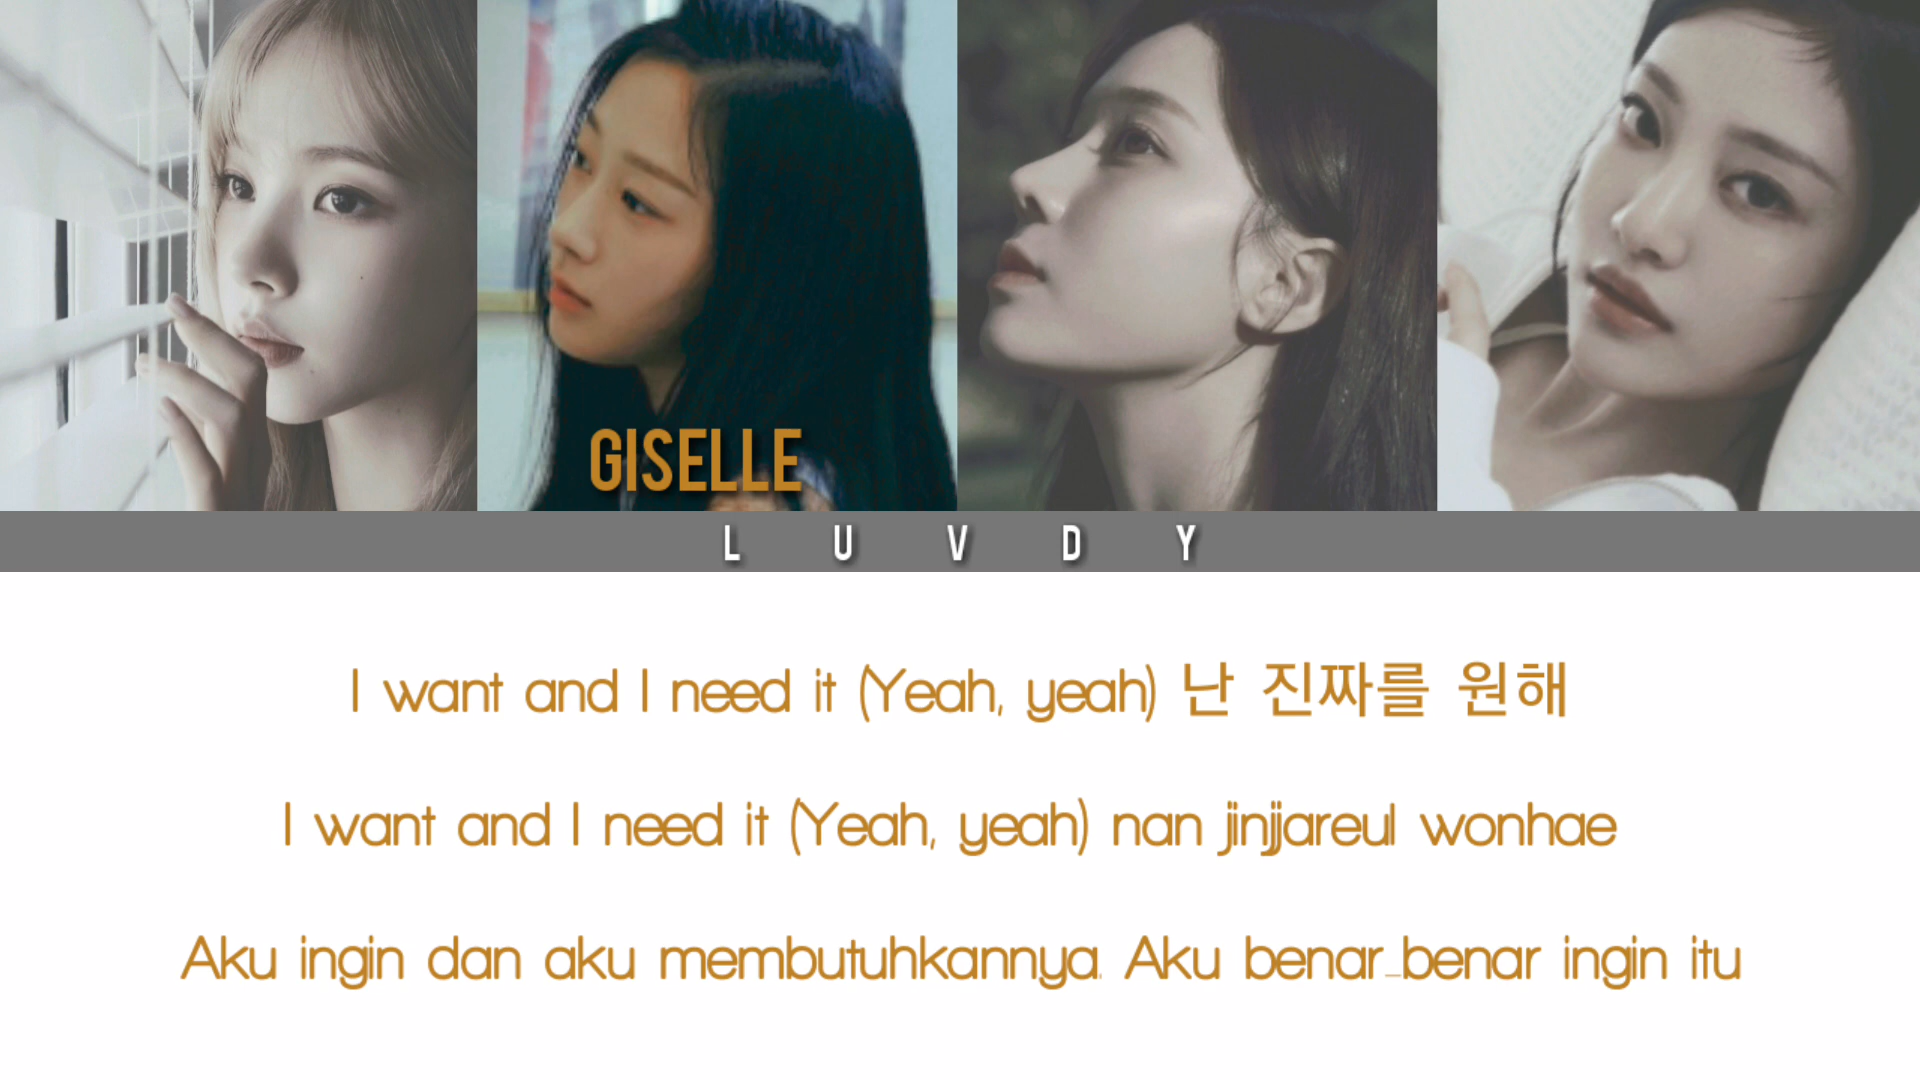 GISELLE
L U V D Y
I want and I need it (Yeah, yeah) 난 진짜를 원해
I want and I need it (Yeah, yeah) nan jinjjareul wonhae
Aku ingin dan aku membutuhkannya. Aku benar-benar ingin itu